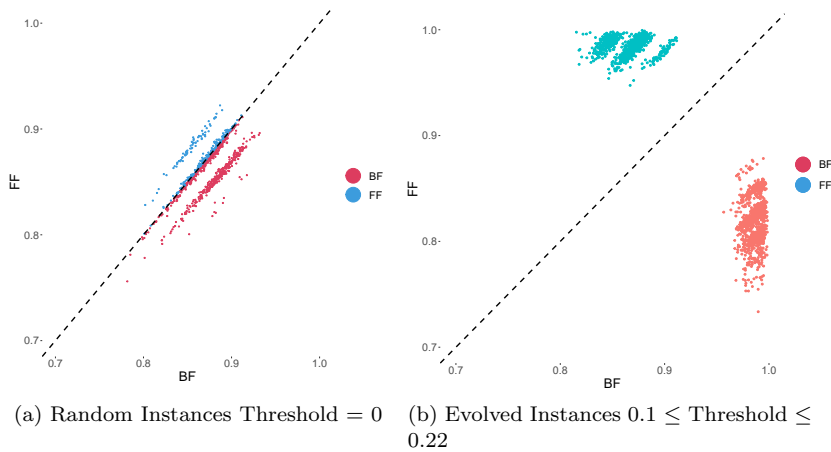 1.0-
0.9-
0.8-
0.7-
FF
0.7
0.8
0.9
1.0
BF
BF
FF
1.0-
0.9-
0.8-
0.7-
FF
0.7
0.8
0.9
1.0
BF
BF
FF
(a) Random Instances Threshold = 0
(b) Evolved Instances 0.1 ≤ Threshold ≤
0.22